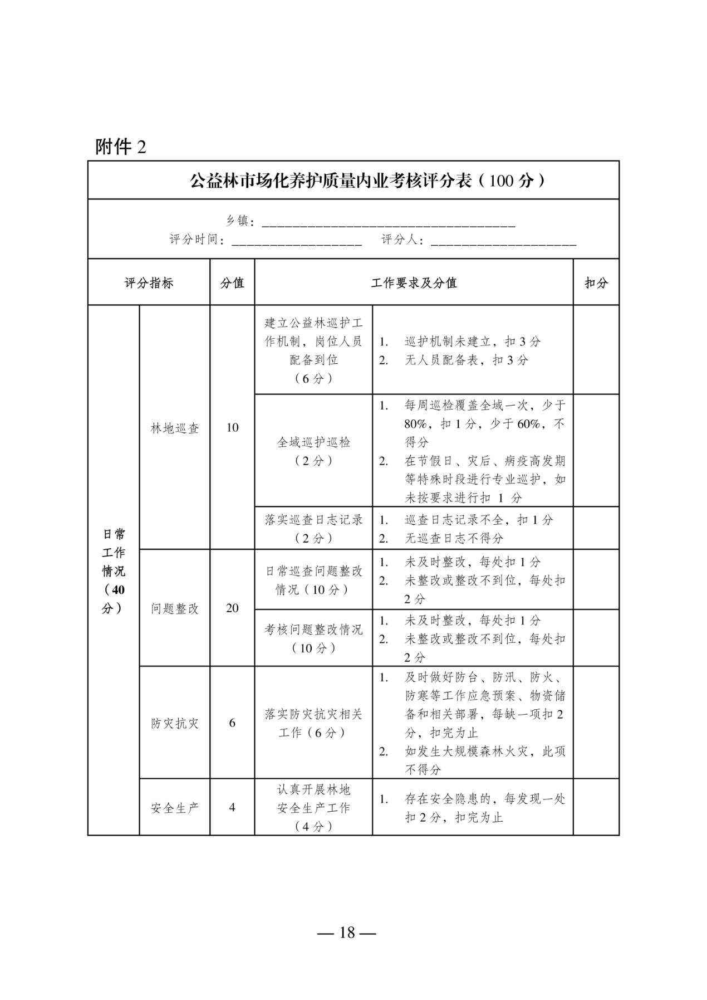 附件 2
公益林市场化养护质量内业考核评分表（100 分）
乡镇：_________________________________
评分时间：_________________ 评分人：___________________
评分指标 分值 工作要求及分值 扣分
日常
工作
情况
（40
分）
林地巡查
10
建立公益林巡护工
作机制，岗位人员
配备到位
（6 分）
1. 巡护机制未建立，扣 3 分
2. 无人员配备表，扣 3 分
全域巡护巡检
（2 分）
1. 每周巡检覆盖全域一次，少于
80%，扣 1 分，少于 60%，不
得分
2. 在节假日、灾后、病疫高发期
等特殊时段进行专业巡护，如
未按要求进行扣 1 分
落实巡查日志记录
（2 分）
1. 巡查日志记录不全，扣 1 分
2. 无巡查日志不得分
问题整改
20
日常巡查问题整改
情况（10 分）
1. 未及时整改，每处扣 1 分
2. 未整改或整改不到位，每处扣
2 分
考核问题整改情况
（10 分）
1. 未及时整改，每处扣 1 分
2. 未整改或整改不到位，每处扣
2 分
防灾抗灾
6
落实防灾抗灾相关
工作（6 分）
1. 及时做好防台、防汛、防火、
防寒等工作应急预案、物资储
备和相关部署，每缺一项扣 2
分，扣完为止
2. 如发生大规模森林火灾，此项
不得分
安全生产
4
认真开展林地
安全生产工作
（4 分）
1. 存在安全隐患的，每发现一处
扣 2 分，扣完为止
— 18 —